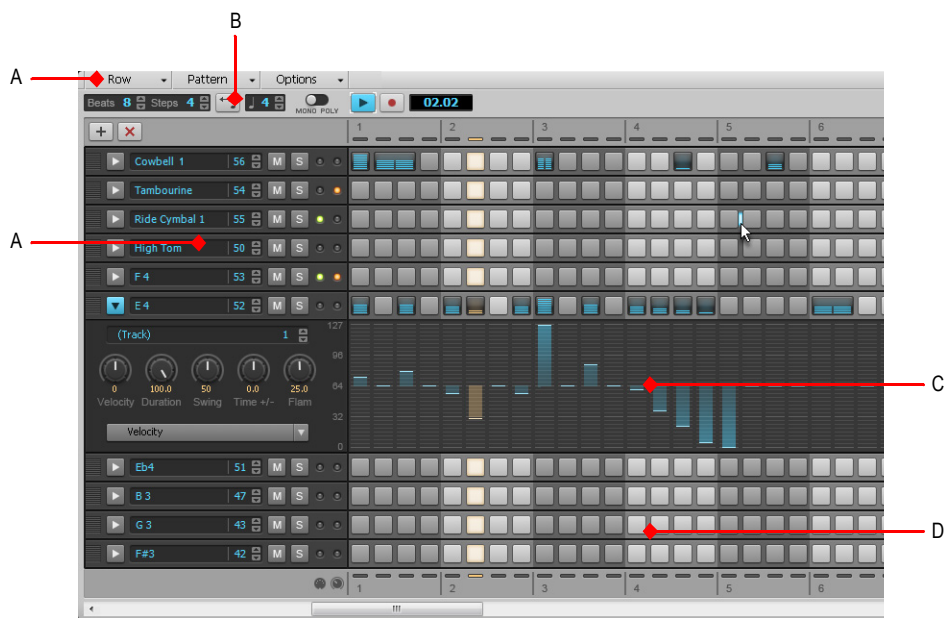 B
A
Row Pattern Options
Beats 8 Steps 4 4 MONO POLY 02.02
1 2 3 4 5 6
Cowbell 1 56 M S
Tambourine 54 M S
Ride Cymbal 1 55 M S
A
High Tom 50 M S
F 4 53 M S
E 4 52 M S
(Track) 1
127
96
64
32
0
0 100.0 50 0.0 25.0
Velocity Duration Swing Time +/- Flam
Velocity
C
Eb4 51 M S
B 3 47 M S
G 3 43 M S
D
F#3 42 M S
1 2 3 4 5 6